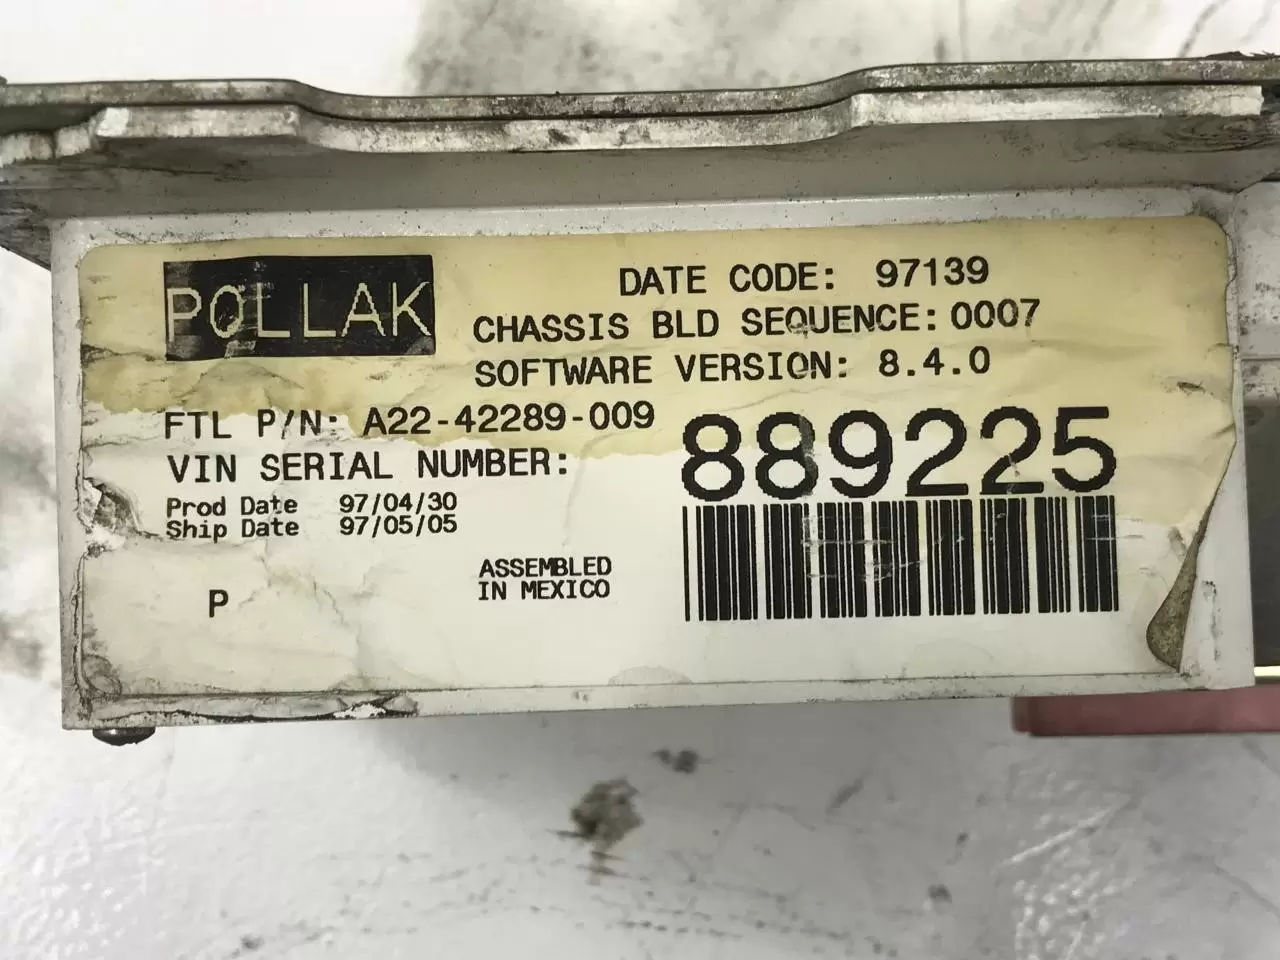 POLLAK
DATE CODE: 97139
CHASSIS BLD SEQUENCE: 0007
SOFTWARE VERSION: 8.4.0
FTL P/N: A22-42289-009
VIN SERIAL NUMBER: 889225
Prod Date 97/04/30
Ship Date 97/05/05
ASSEMBLED
IN MEXICO
P